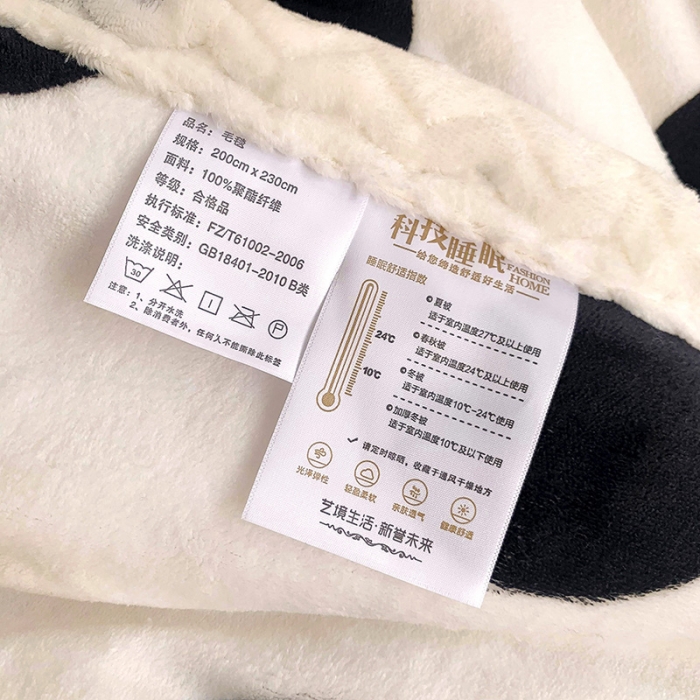 品名：毛毯
规格：200cm x 230cm
面料：100%聚酯纤维
等级：合格品
执行标准：FZ/T61002-2006
安全类别：GB18401-2010 B类
洗涤说明：
30
P
注意：1、分开水洗
2、除消费者外，任何人不能撕除此标签
科技睡眠
给您缔造舒适好生活
FASHION
HOME
睡眠舒适指数
24℃
10℃
夏被
适于室内温度27℃及以上使用
春秋被
适于室内温度24℃及以上使用
冬被
适于室内温度10℃-24℃使用
加厚冬被
适于室内温度10℃及以下使用
请定时晾晒，收藏于通风干燥地方
轻盈柔软
亲肤透气
健康舒适
艺境生活·新誉未来